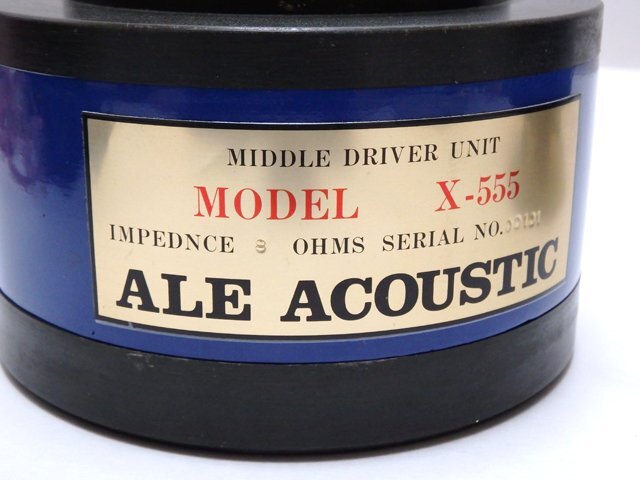 MIDDLE DRIVER UNIT
MODEL X-555
IMPEDNCE 8 OHMS SERIAL NO.
ALE ACOUSTIC